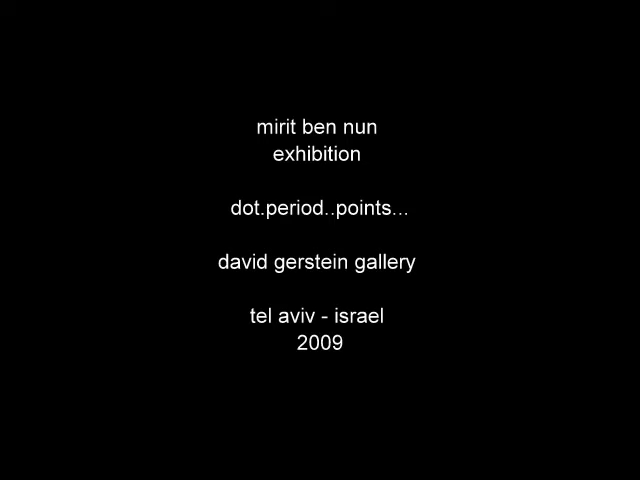 mirit ben nun
exhibition
dot.period..points...
david gerstein gallery
tel aviv - israel
2009